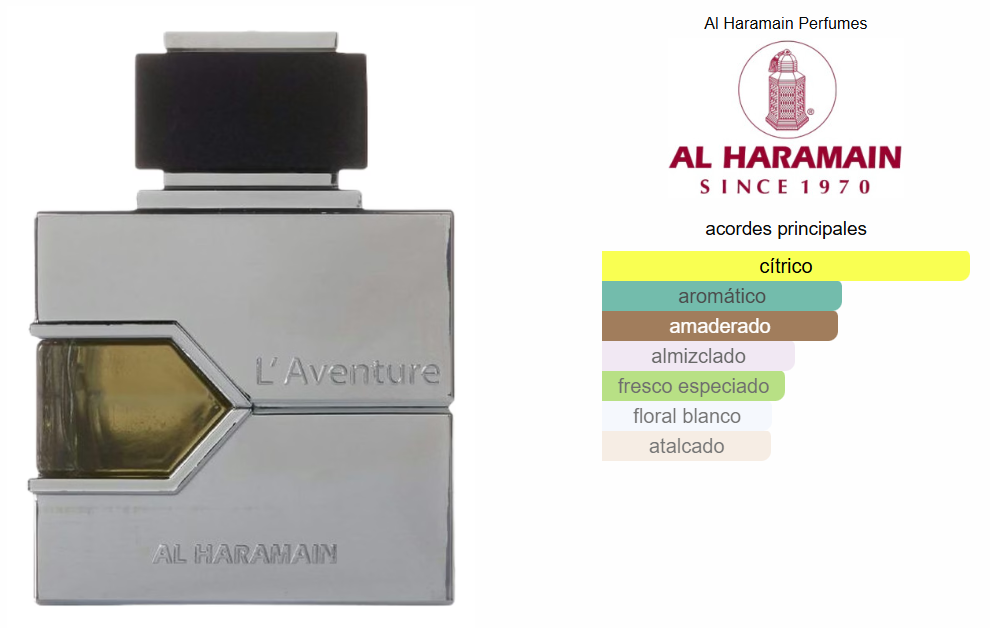 L'Aventure
AL HARAMAIN
Al Haramain Perfumes
AL HARAMAIN
SINCE 1970
acordes principales
cítrico
aromático
amaderado
almizclado
fresco especiado
floral blanco
atalcado